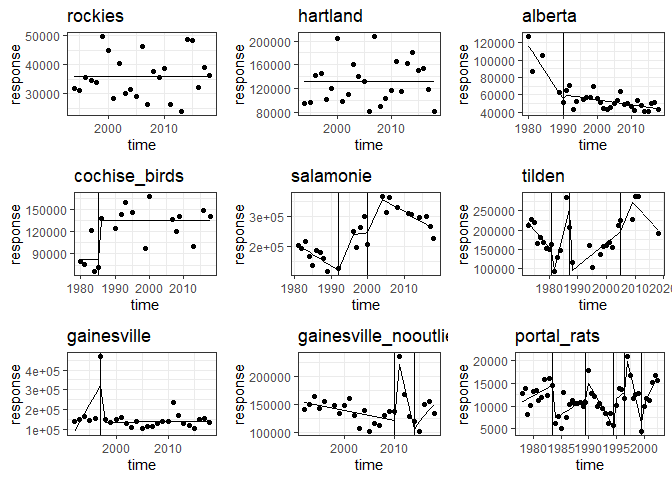 rockies
response
50000
40000
30000
2000
2010
time
hartland
response
200000
160000
120000
80000
2000
2010
time
alberta
response
120000
100000
80000
60000
40000
1980
1990
2000
2010
time
cochise_birds
response
150000
120000
90000
1980
1990
2000
2010
time
salamonie
response
3e+05
2e+05
1980
1990
2000
2010
time
tilden
response
250000
200000
150000
100000
1980
1990
2000
2010
2020
time
gainesville
response
4e+05
3e+05
2e+05
1e+05
2000
2010
time
gainesville_nooutlie
response
200000
150000
100000
2000
2010
time
portal_rats
response
20000
15000
10000
5000
1980
1985
1990
1995
2002
time